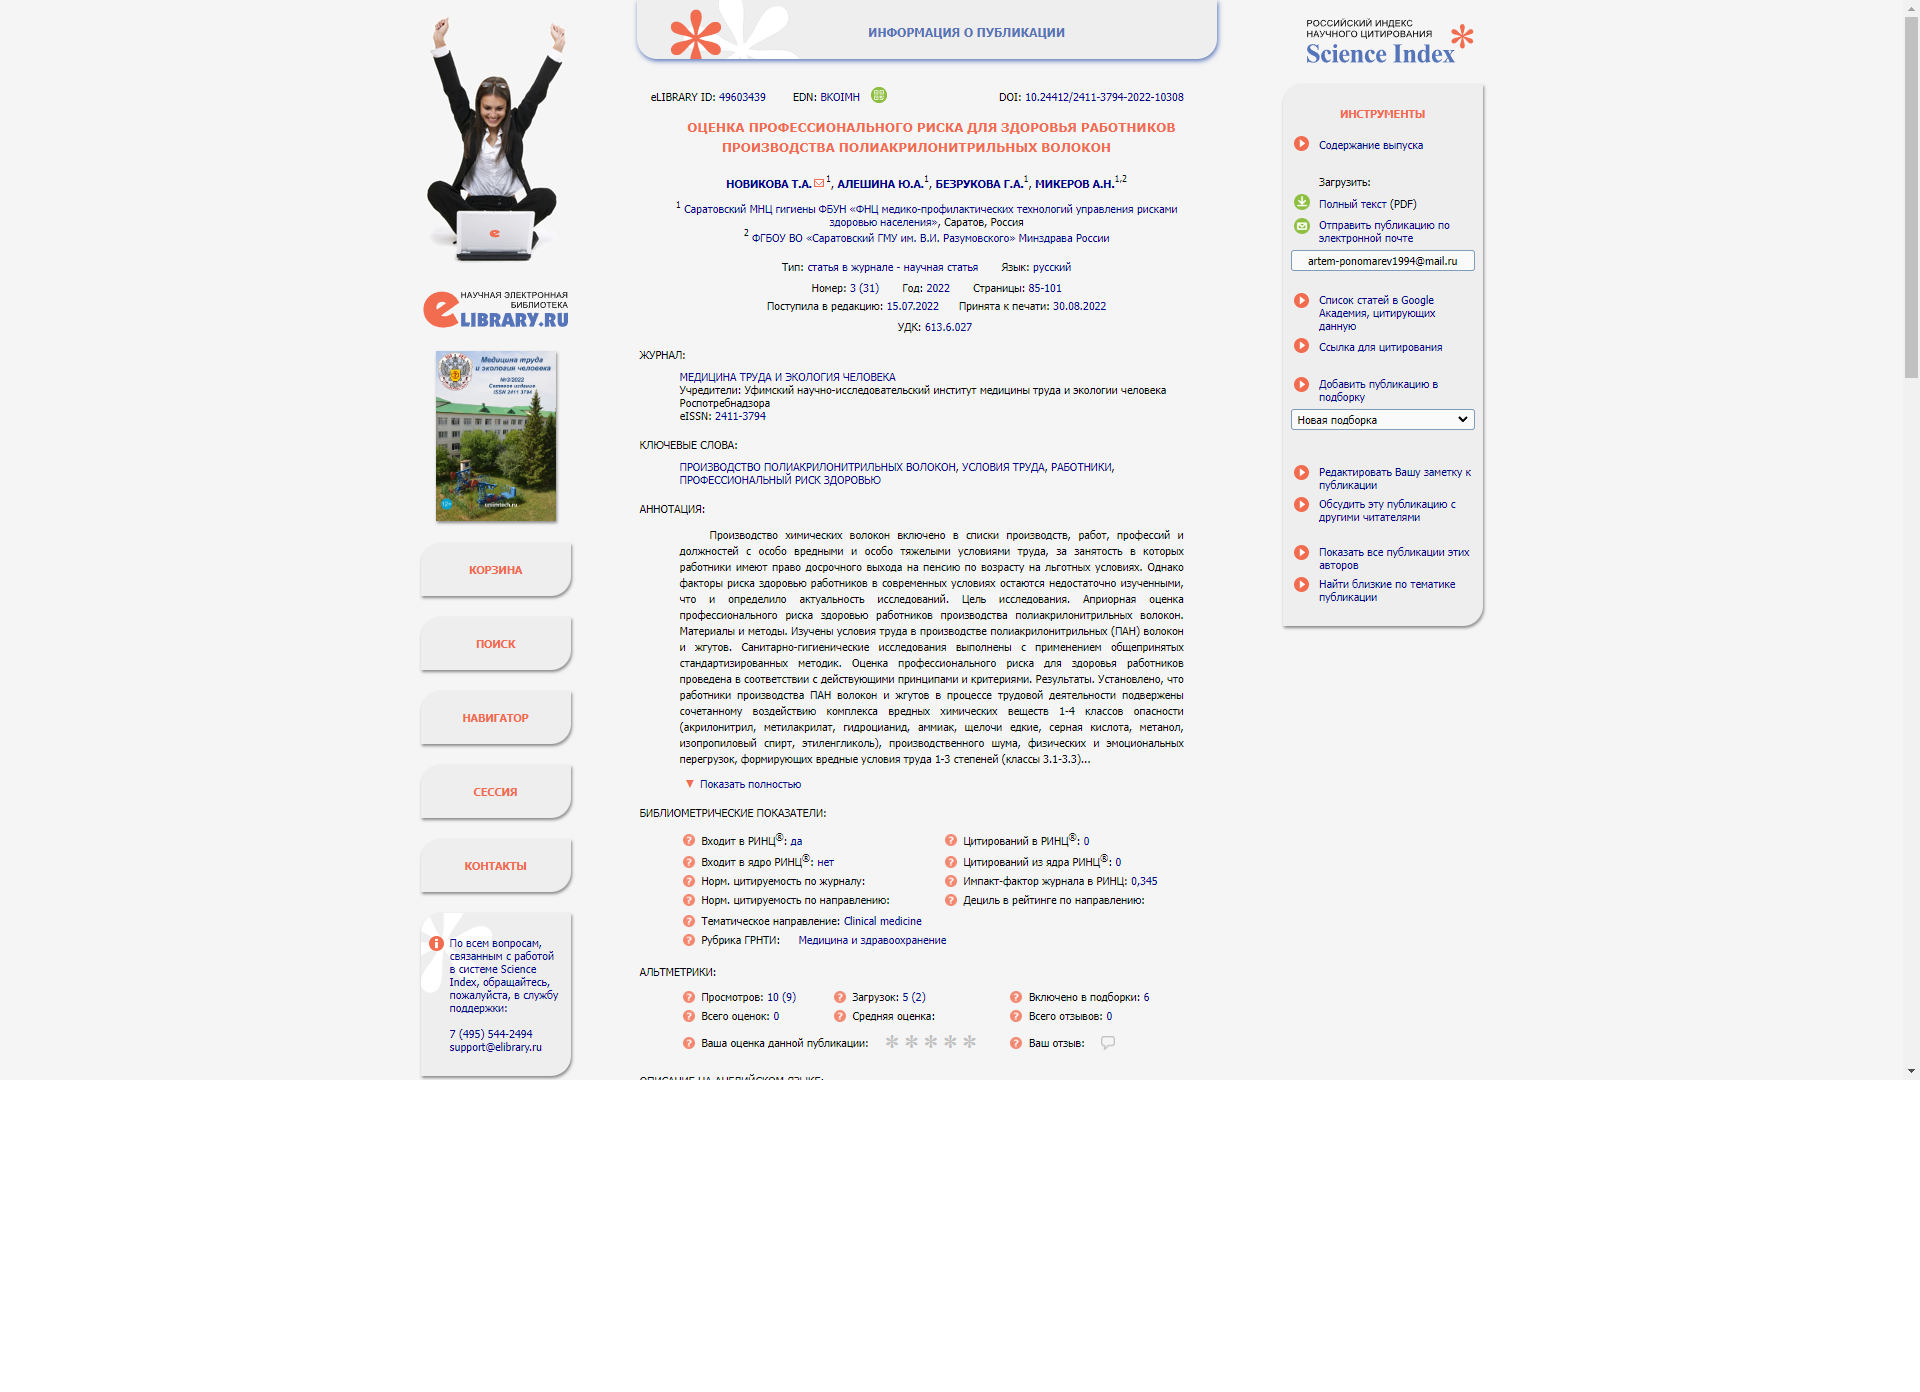 ИНФОРМАЦИЯ О ПУБЛИКАЦИИ
eLIBRARY ID: 49603439 EDN: BKOIMH DOI: 10.24412/2411-3794-2022-10308
ОЦЕНКА ПРОФЕССИОНАЛЬНОГО РИСКА ДЛЯ ЗДОРОВЬЯ РАБОТНИКОВ
ПРОИЗВОДСТВА ПОЛИАКРИЛОНИТРИЛЬНЫХ ВОЛОКОН
НОВИКОВА Т.А. 1, АЛЕШИНА Ю.А.1, БЕЗРУКОВА Г.А.1, МИКЕРОВ А.Н.1,2
1 Саратовский МНЦ гигиены ФБУН «ФНЦ медико-профилактических технологий управления рисками
здоровью населения», Саратов, Россия
2 ФГБОУ ВО «Саратовский ГМУ им. В.И. Разумовского» Минздрава России
Тип: статья в журнале - научная статья Язык: русский
Номер: 3 (31) Год: 2022 Страницы: 85-101
Поступила в редакцию: 15.07.2022 Принята к печати: 30.08.2022
УДК: 613.6.027
ЖУРНАЛ:
МЕДИЦИНА ТРУДА И ЭКОЛОГИЯ ЧЕЛОВЕКА
Учредители: Уфимский научно-исследовательский институт медицины труда и экологии человека
Роспотребнадзора
eISSN: 2411-3794
КЛЮЧЕВЫЕ СЛОВА:
ПРОИЗВОДСТВО ПОЛИАКРИЛОНИТРИЛЬНЫХ ВОЛОКОН, УСЛОВИЯ ТРУДА, РАБОТНИКИ,
ПРОФЕССИОНАЛЬНЫЙ РИСК ЗДОРОВЬЮ
АННОТАЦИЯ:
Производство химических волокон включено в списки производств, работ, профессий и
должностей с особо вредными и особо тяжелыми условиями труда, за занятость в которых
работники имеют право досрочного выхода на пенсию по возрасту на льготных условиях. Однако
факторы риска здоровью работников в современных условиях остаются недостаточно изученными,
что и определило актуальность исследований. Цель исследования. Априорная оценка
профессионального риска здоровью работников производства полиакрилонитрильных волокон.
Материалы и методы. Изучены условия труда в производстве полиакрилонитрильных (ПАН) волокон
и жгутов. Санитарно-гигиенические исследования выполнены с применением общепринятых
стандартизированных методик. Оценка профессионального риска для здоровья работников
проведена в соответствии с действующими принципами и критериями. Результаты. Установлено, что
работники производства ПАН волокон и жгутов в процессе трудовой деятельности подвержены
сочетанному воздействию комплекса вредных химических веществ 1-4 классов опасности
(акрилонитрил, метилакрилат, гидроцианид, аммиак, щелочи едкие, серная кислота, метанол,
изопропиловый спирт, этиленгликоль), производственного шума, физических и эмоциональных
перегрузок, формирующих вредные условия труда 1-3 степеней (классы 3.1-3.3)...
Показать полностью
БИБЛИОМЕТРИЧЕСКИЕ ПОКАЗАТЕЛИ:
Входит в РИНЦ®: да Цитирований в РИНЦ®: 0
Входит в ядро РИНЦ®: нет Цитирований из ядра РИНЦ®: 0
Норм. цитируемость по журналу: Импакт-фактор журнала в РИНЦ: 0,345
Норм. цитируемость по направлению: Дециль в рейтинге по направлению:
Тематическое направление: Clinical medicine
Рубрика ГРНТИ: Медицина и здравоохранение
АЛЬТМЕТРИКИ:
Просмотров: 10 (9) Загрузок: 5 (2) Включено в подборки: 6
Всего оценок: 0 Средняя оценка: Всего отзывов: 0
Ваша оценка данной публикации: Ваш отзыв:
ОПИСАНИЕ НА АНГЛИЙСКОМ ЯЗЫКЕ:
НАУЧНАЯ ЭЛЕКТРОННАЯ
БИБЛИОТЕКА
eLIBRARY.RU
Медицина труда
и экология человека
№3/2022
Сетевое издание
ISSN 2411 3794
12+
uniimtech.ru
КОРЗИНА
ПОИСК
НАВИГАТОР
СЕССИЯ
КОНТАКТЫ
По всем вопросам,
связанным с работой
в системе Science
Index, обращайтесь,
пожалуйста, в службу
поддержки:
7 (495) 544-2494
support@elibrary.ru
РОССИЙСКИЙ ИНДЕКС
НАУЧНОГО ЦИТИРОВАНИЯ
Science Index
ИНСТРУМЕНТЫ
Содержание выпуска
Загрузить:
Полный текст (PDF)
Отправить публикацию по
электронной почте
artem-ponomarev1994@mail.ru
Список статей в Google
Академия, цитирующих
данную
Ссылка для цитирования
Добавить публикацию в
подборку
Новая подборка
Редактировать Вашу заметку к
публикации
Обсудить эту публикацию с
другими читателями
Показать все публикации этих
авторов
Найти близкие по тематике
публикации